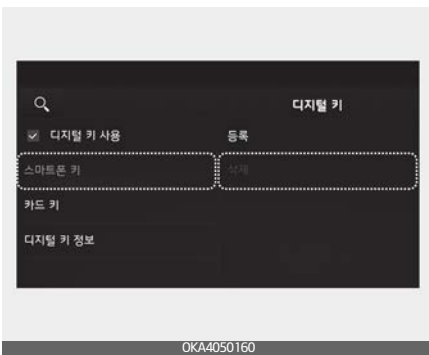 디지털 키
디지털 키 사용
등록
스마트폰 키
삭제
카드 키
디지털 키 정보
OKA4050160